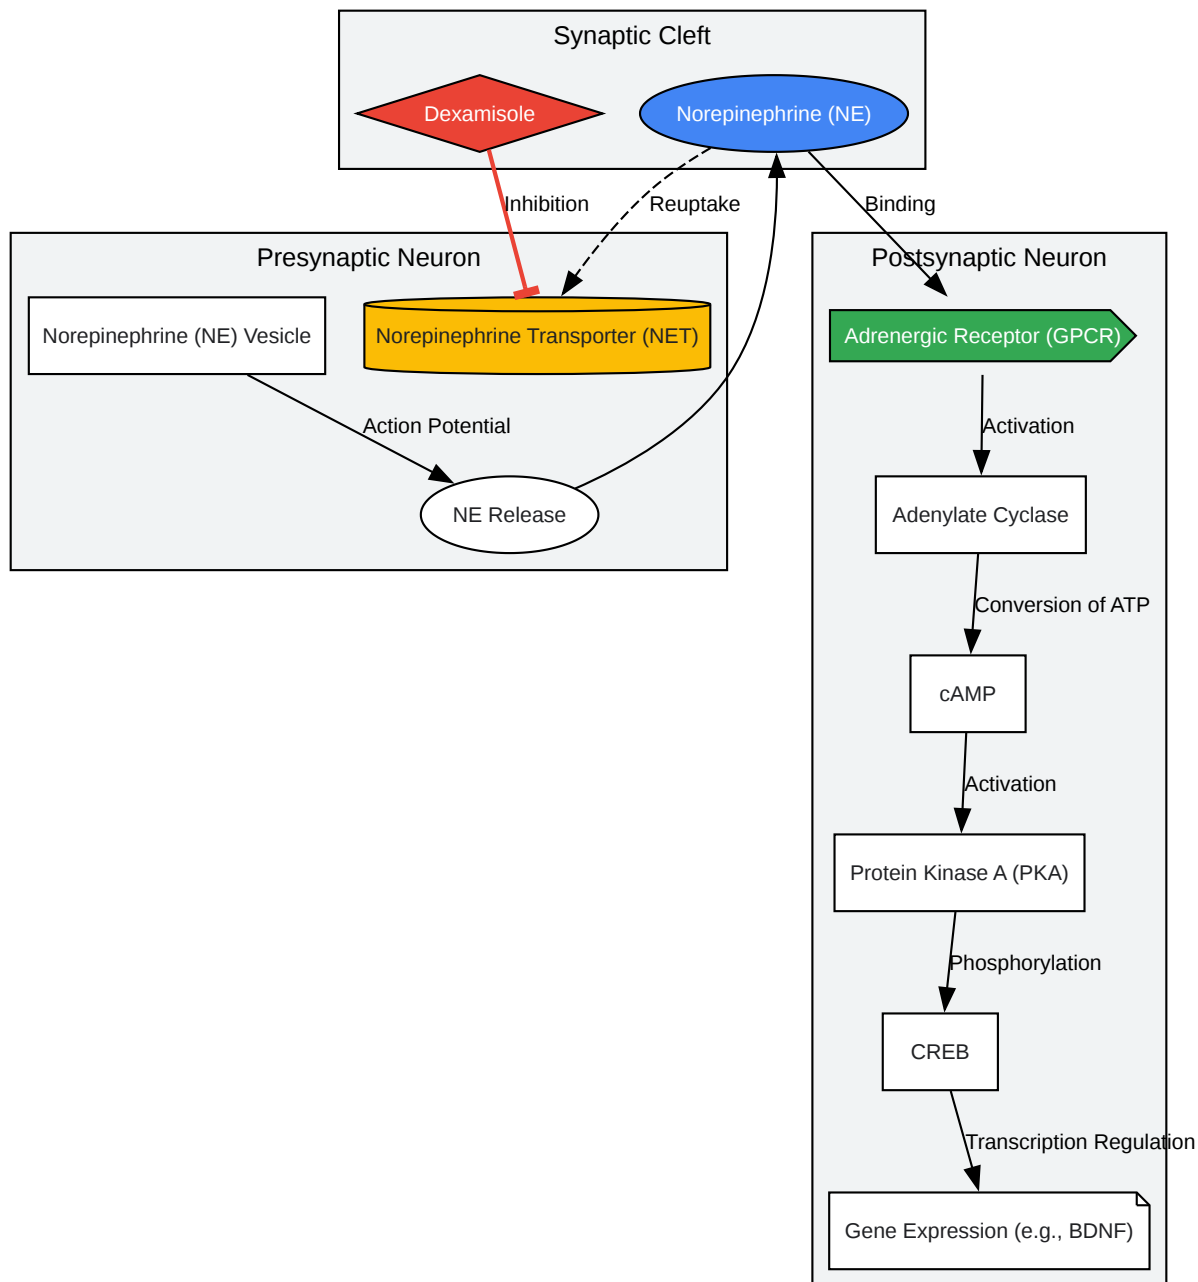 Synaptic Cleft
Dexamisole
Norepinephrine (NE)
Inhibition
Reuptake
Binding
Presynaptic Neuron
Postsynaptic Neuron
Norepinephrine (NE) Vesicle
Norepinephrine Transporter (NET)
Adrenergic Receptor (GPCR)
Action Potential
Activation
NE Release
Adenylate Cyclase
Conversion of ATP
cAMP
Activation
Protein Kinase A (PKA)
Phosphorylation
CREB
Transcription Regulation
Gene Expression (e.g., BDNF)